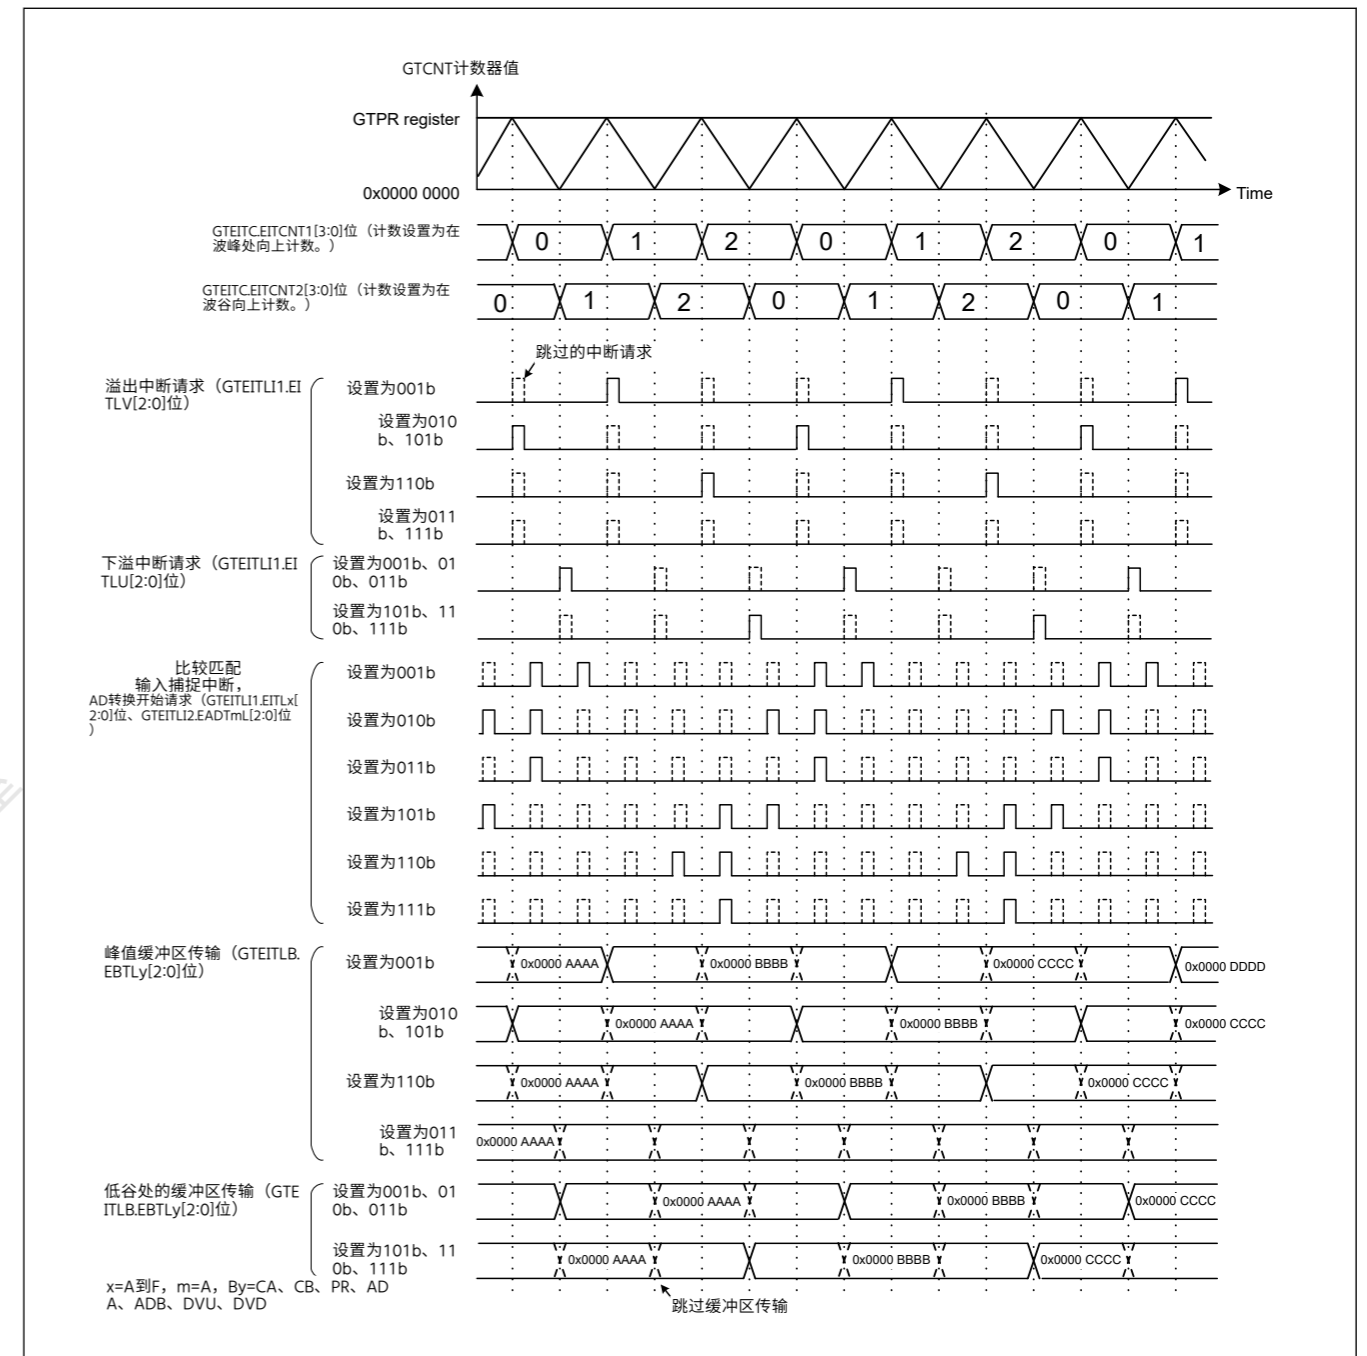 GTCNT计数器值
GTPR register
0x0000 0000
Time
GTEITC.EITCNT1[3:0]位（计数设置为在
波峰处向上计数。）
0 1 2 0 1 2 0 1
GTEITC.EITCNT2[3:0]位（计数设置为在
波谷向上计数。）
0 1 2 0 1 2 0 1
跳过的中断请求
溢出中断请求（GTEITLI1.EI
TLV[2:0]位）
设置为001b
设置为010
b、101b
设置为110b
设置为011
b、111b
下溢中断请求（GTEITLI1.EI
TLU[2:0]位）
设置为001b、01
0b、011b
设置为101b、11
0b、111b
比较匹配
输入捕捉中断，
AD转换开始请求（GTEITLI1.EITLx[
2:0]位、GTEITLI2.EADTmL[2:0]位
）
设置为001b
设置为010b
设置为011b
设置为101b
设置为110b
设置为111b
峰值缓冲区传输（GTEITLB.
EBTLy[2:0]位）
设置为001b
0x0000 AAAA 0x0000 BBBB 0x0000 CCCC 0x0000 DDDD
设置为010
b、101b
0x0000 AAAA 0x0000 BBBB 0x0000 CCCC
设置为110b
0x0000 AAAA 0x0000 BBBB 0x0000 CCCC
设置为011
b、111b
0x0000 AAAA
低谷处的缓冲区传输（GTE
ITLB.EBTLy[2:0]位）
设置为001b、01
0b、011b
0x0000 AAAA 0x0000 BBBB 0x0000 CCCC
设置为101b、11
0b、111b
0x0000 AAAA 0x0000 BBBB 0x0000 CCCC
x=A到F，m=A，By=CA、CB、PR、AD
A、ADB、DVU、DVD
跳过缓冲区传输